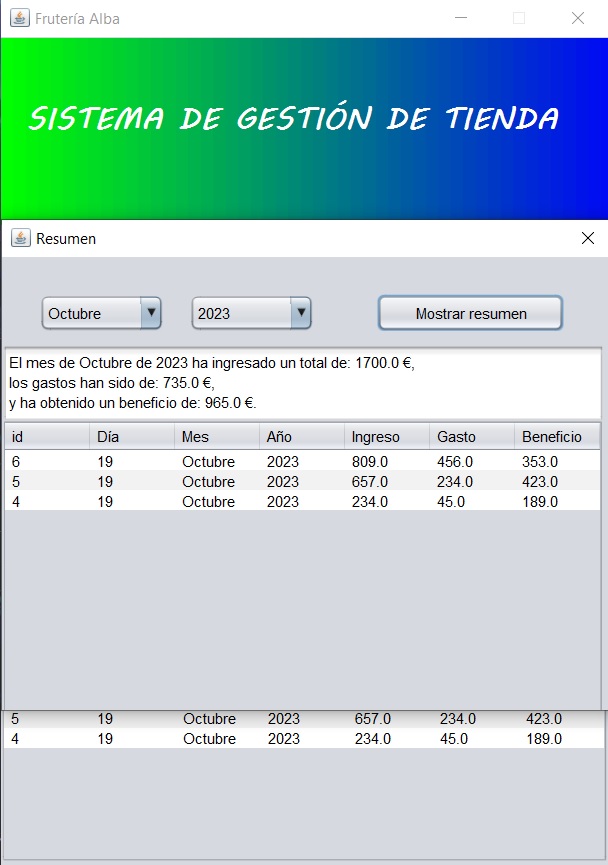 Frutería Alba
SISTEMA DE GESTIÓN DE TIENDA
Resumen
Octubre 2023 Mostrar resumen
El mes de Octubre de 2023 ha ingresado un total de: 1700.0 €,
los gastos han sido de: 735.0 €,
y ha obtenido un beneficio de: 965.0 €.
id Día Mes Año Ingreso Gasto Beneficio
6 19 Octubre 2023 809.0 456.0 353.0
5 19 Octubre 2023 657.0 234.0 423.0
4 19 Octubre 2023 234.0 45.0 189.0
5 19 Octubre 2023 657.0 234.0 423.0
4 19 Octubre 2023 234.0 45.0 189.0